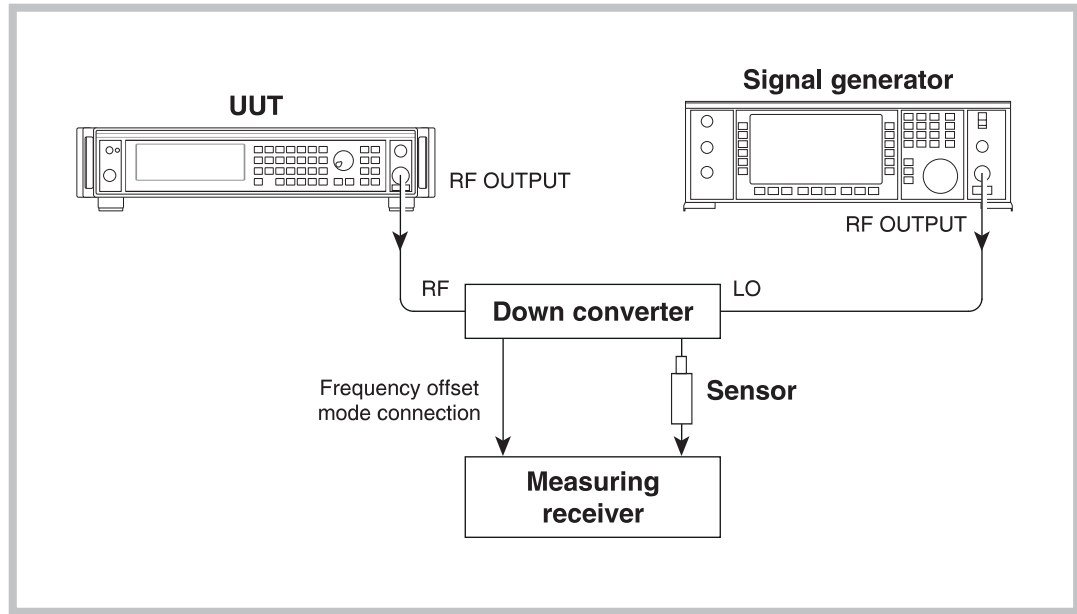 Signal generator
UUT
RF OUTPUT
RF OUTPUT
RF
LO
Down converter
Frequency offset
mode connection
Sensor
Measuring
receiver